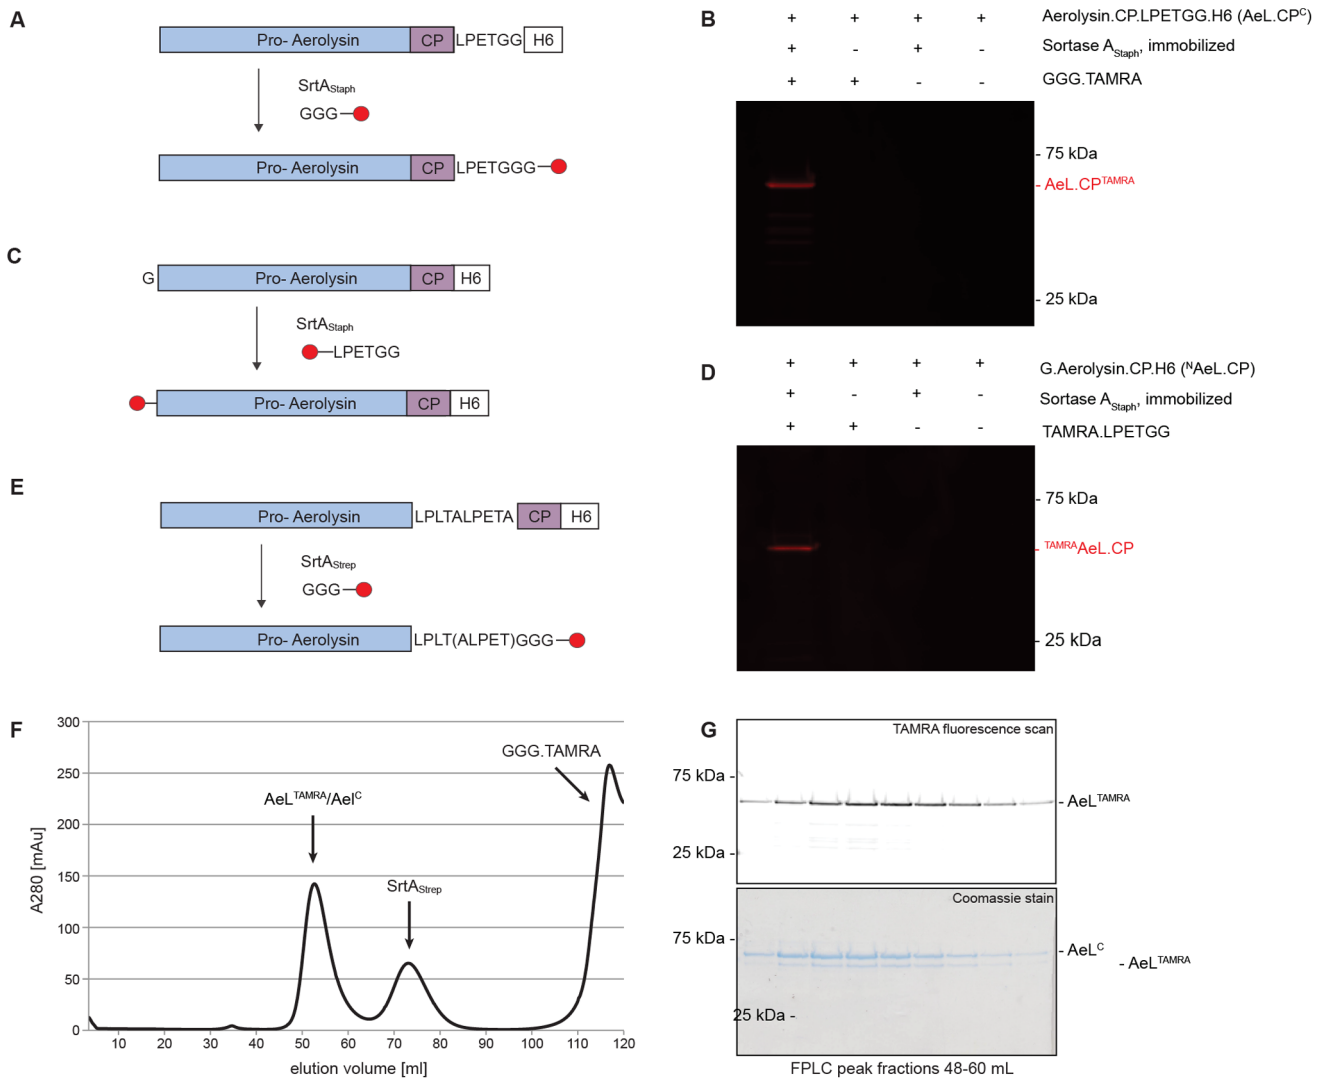 A
Pro- Aerolysin CP LPETGG H6
SrtAStaph
GGG
Pro- Aerolysin CP LPETGGG
B
+ + + + Aerolysin.CP.LPETGG.H6 (AeL.CPC)
+ - + - Sortase AStaph, immobilized
+ + - - GGG.TAMRA
- 75 kDa
- AeL.CPTAMRA
- 25 kDa
C
G Pro- Aerolysin CP H6
SrtAStaph
LPETGG
Pro- Aerolysin CP H6
D
+ + + + G.Aerolysin.CP.H6 (NAeL.CP)
+ - + - Sortase AStaph, immobilized
+ + - - TAMRA.LPETGG
- 75 kDa
- TAMRAAeL.CP
- 25 kDa
E
Pro- Aerolysin LPLTALPETA CP H6
SrtAStrep
GGG
Pro- Aerolysin LPLT(ALPET)GGG
F
300
250
200
150
100
50
0
A280 [mAu]
AeLTAMRA/AelC
SrtAStrep
GGG.TAMRA
10 20 30 40 50 60 70 80 90 100 110 120
elution volume [ml]
G
TAMRA fluorescence scan
75 kDa -
- AeLTAMRA
25 kDa -
Coomassie stain
75 kDa -
- AeLC
- AeLTAMRA
25 kDa -
FPLC peak fractions 48-60 mL